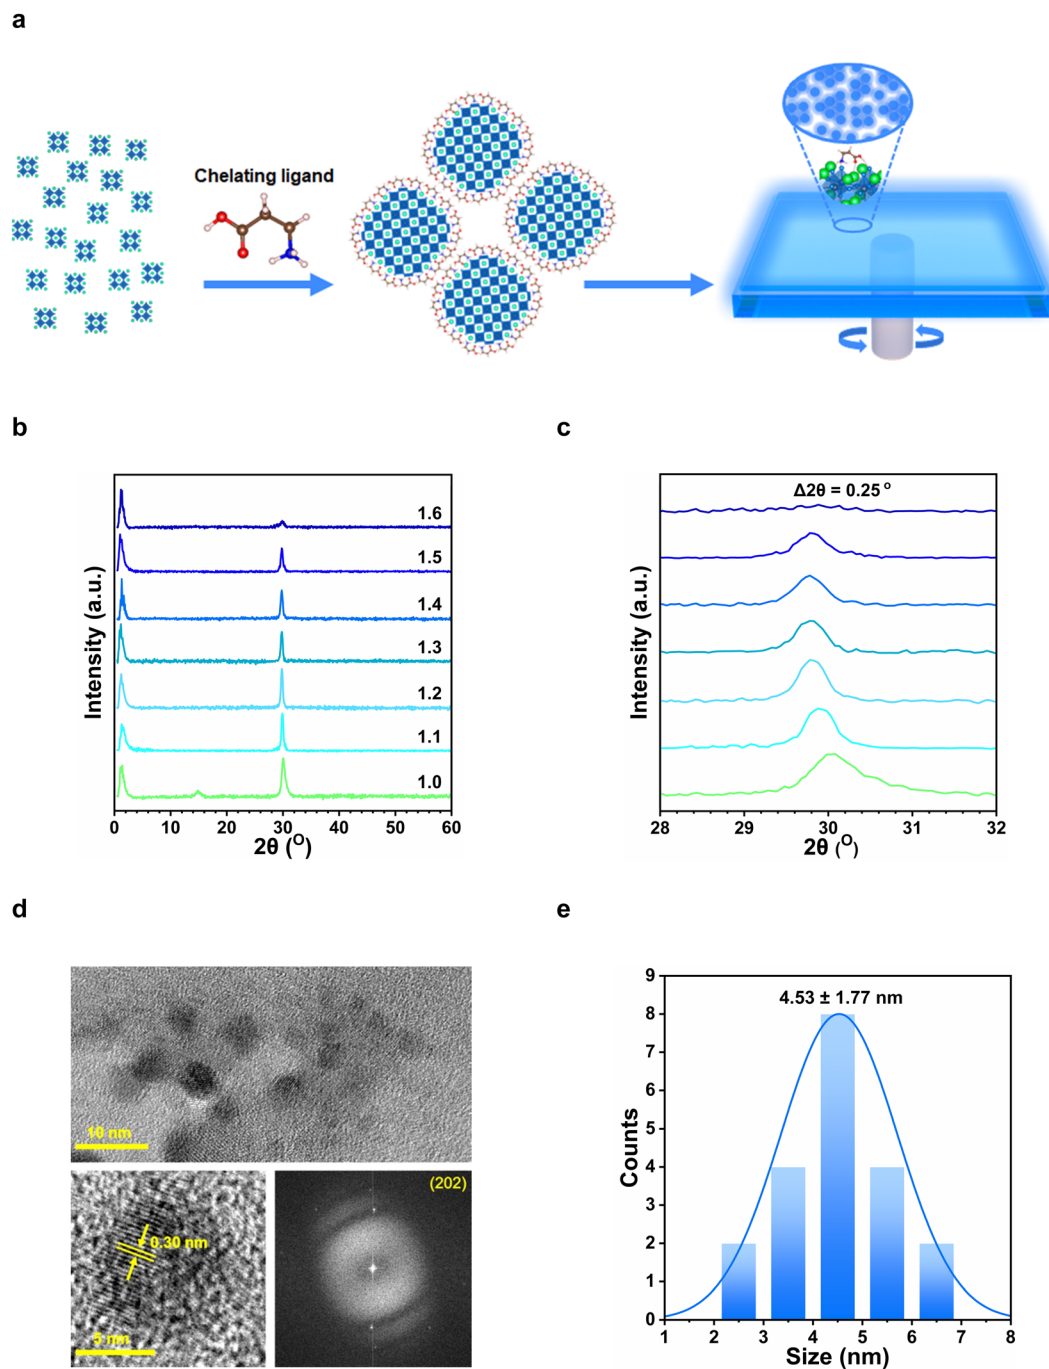 a
Chelating ligand
b
Intensity (a.u.)
1.6
1.5
1.4
1.3
1.2
1.1
1.0
0 10 20 30 40 50 60
2θ (O)
c
Intensity (a.u.)
Δ2θ = 0.25 o
28 29 30 31 32
2θ (O)
d
10 nm
0.30 nm
5 nm
(202)
e
Counts
9
8
7
6
5
4
3
2
1
0
4.53 ± 1.77 nm
1 2 3 4 5 6 7 8
Size (nm)